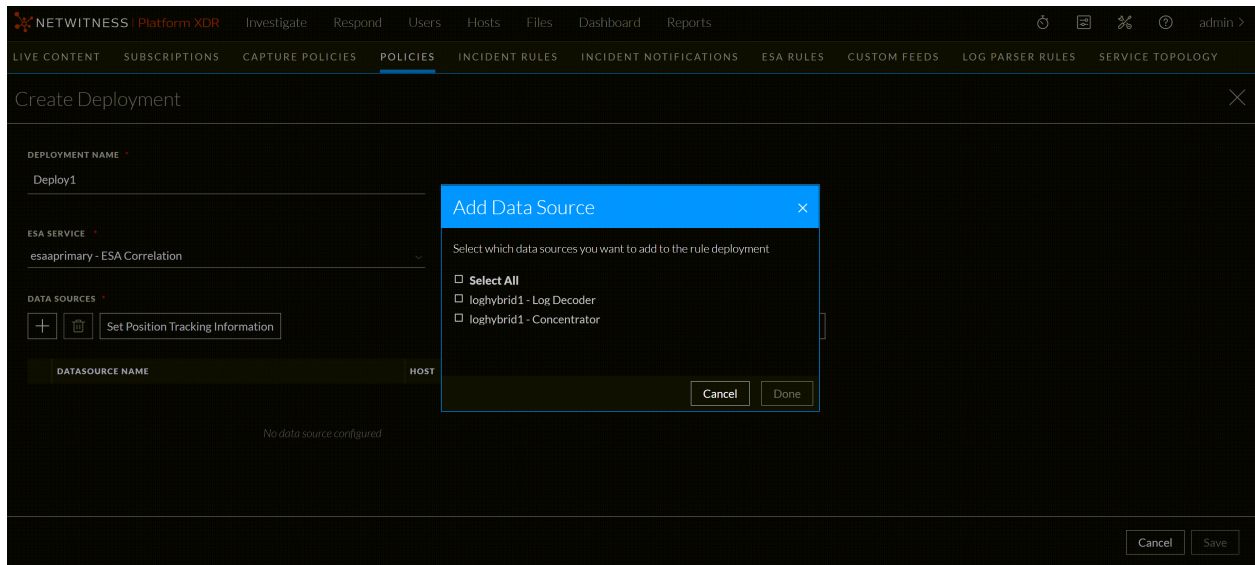 NETWITNESS Platform XDR Investigate Respond Users Hosts Files Dashboard Reports admin >
LIVE CONTENT SUBSCRIPTIONS CAPTURE POLICIES POLICIES INCIDENT RULES INCIDENT NOTIFICATIONS ESA RULES CUSTOM FEEDS LOG PARSER RULES SERVICE TOPOLOGY
Create Deployment
DEPLOYMENT NAME *
Deploy1
ESA SERVICE *
esaaprimary - ESA Correlation
DATA SOURCES *
Set Position Tracking Information
DATASOURCE NAME HOST
No data source configured
Add Data Source
Select which data sources you want to add to the rule deployment
Select All
loghybrid1 - Log Decoder
loghybrid1 - Concentrator
Cancel Done
Cancel Save